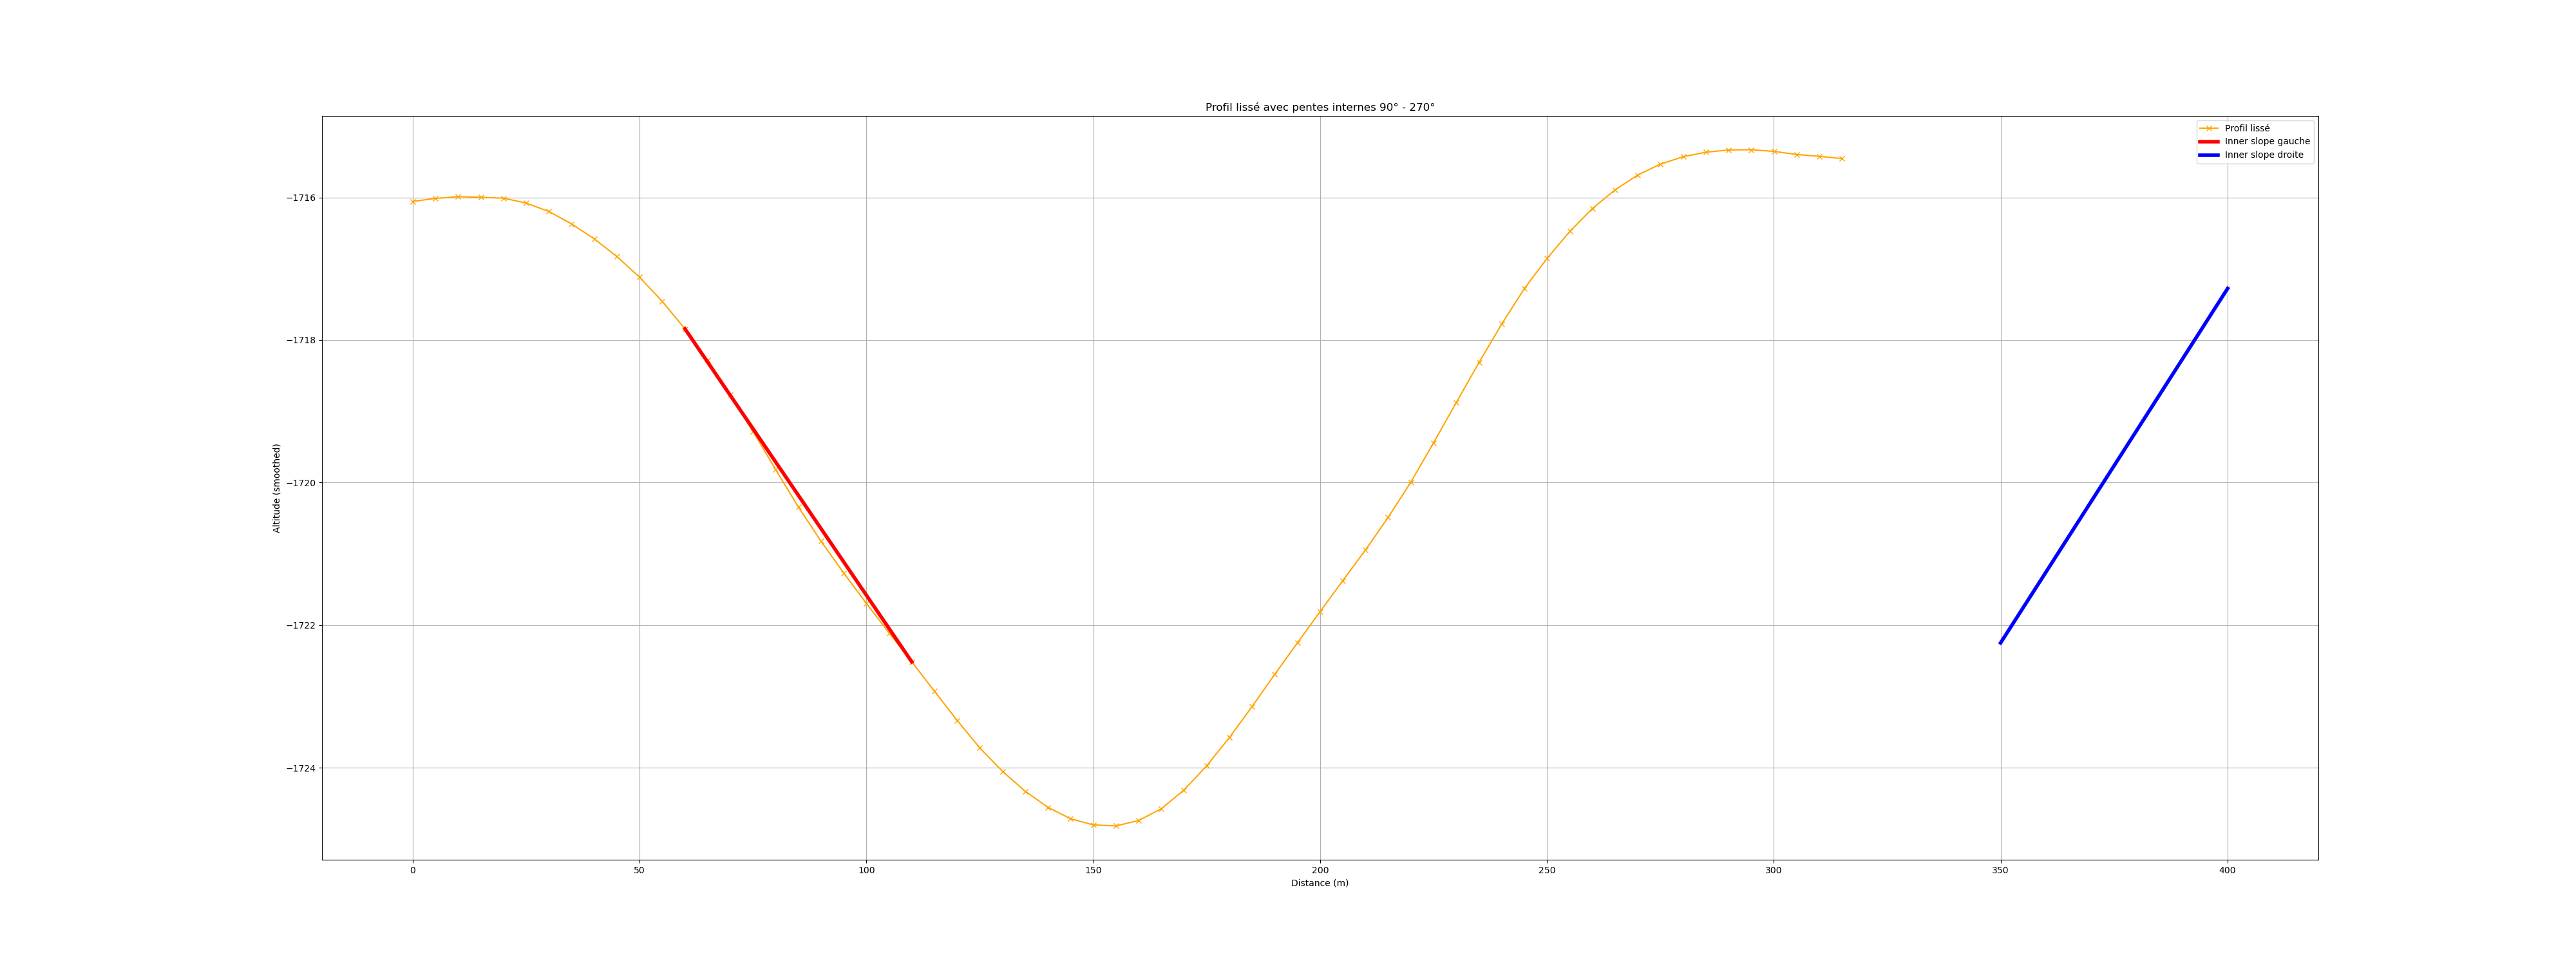 Profil lissé avec pentes internes 90° - 270°
Profil lissé
Inner slope gauche
Inner slope droite
−1716
−1718
−1720
−1722
−1724
Altitude (smoothed)
0
50
100
150
200
250
300
350
400
Distance (m)